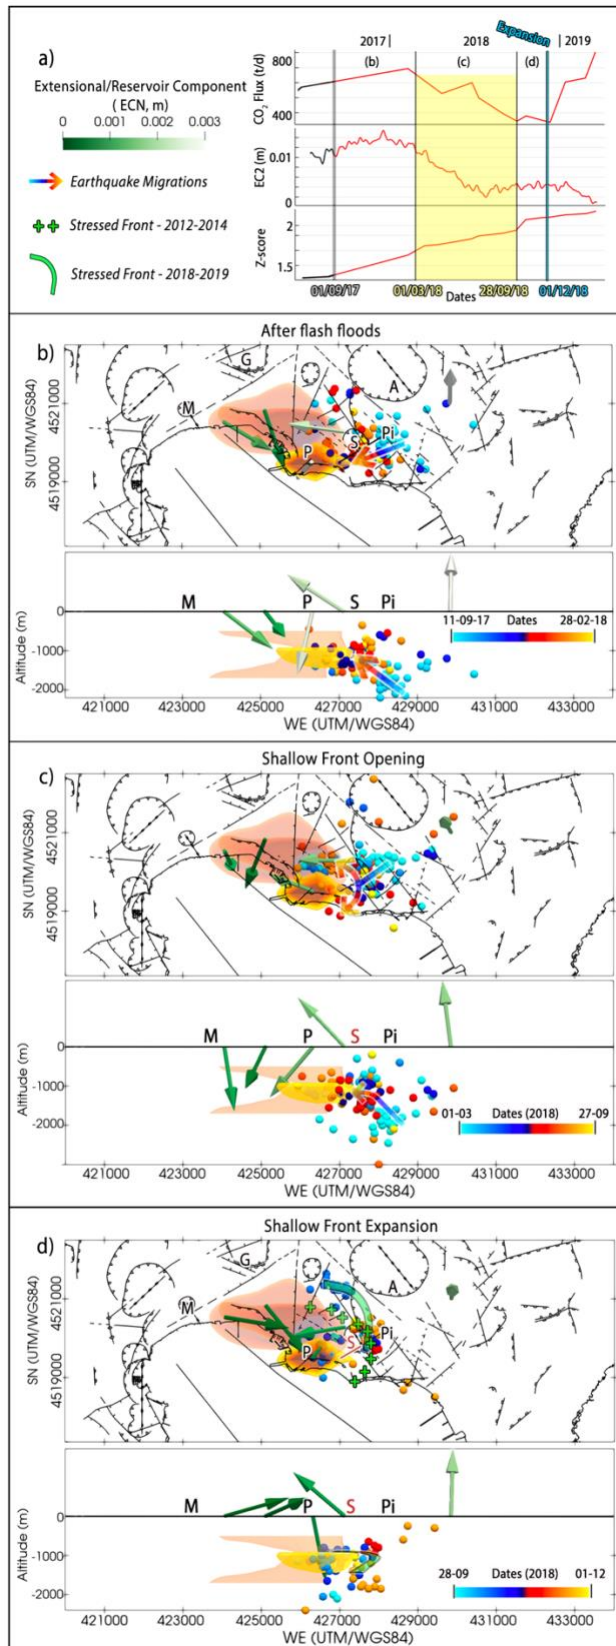 a)
Extensional/Reservoir Component
( ECN, m)
0 0.001 0.002 0.003
Earthquake Migrations
Stressed Front - 2012-2014
Stressed Front - 2018-2019
2017 | 2018 Expansion | 2019
(b) (c) (d)
CO2 Flux (t/d)
800
400
EC2 (m)
0.01
0
Z-score
2
1.5
01/09/17 01/03/18 28/09/18 01/12/18
Dates
After flash floods
b)
SN (UTM/WGS84)
4521000
4519000
G
M
A
P
S
Pi
M P S Pi
Altitude (m)
0
-1000
-2000
11-09-17 Dates 28-02-18
421000 423000 425000 427000 429000 431000 433000
WE (UTM/WGS84)
Shallow Front Opening
c)
SN (UTM/WGS84)
4521000
4519000
M P S Pi
Altitude (m)
0
-1000
-2000
01-03 Dates (2018) 27-09
421000 423000 425000 427000 429000 431000 433000
WE (UTM/WGS84)
Shallow Front Expansion
d)
SN (UTM/WGS84)
4521000
4519000
G
M
A
P
S
Pi
M P S Pi
Altitude (m)
0
-1000
-2000
28-09 Dates (2018) 01-12
421000 423000 425000 427000 429000 431000 433000
WE (UTM/WGS84)